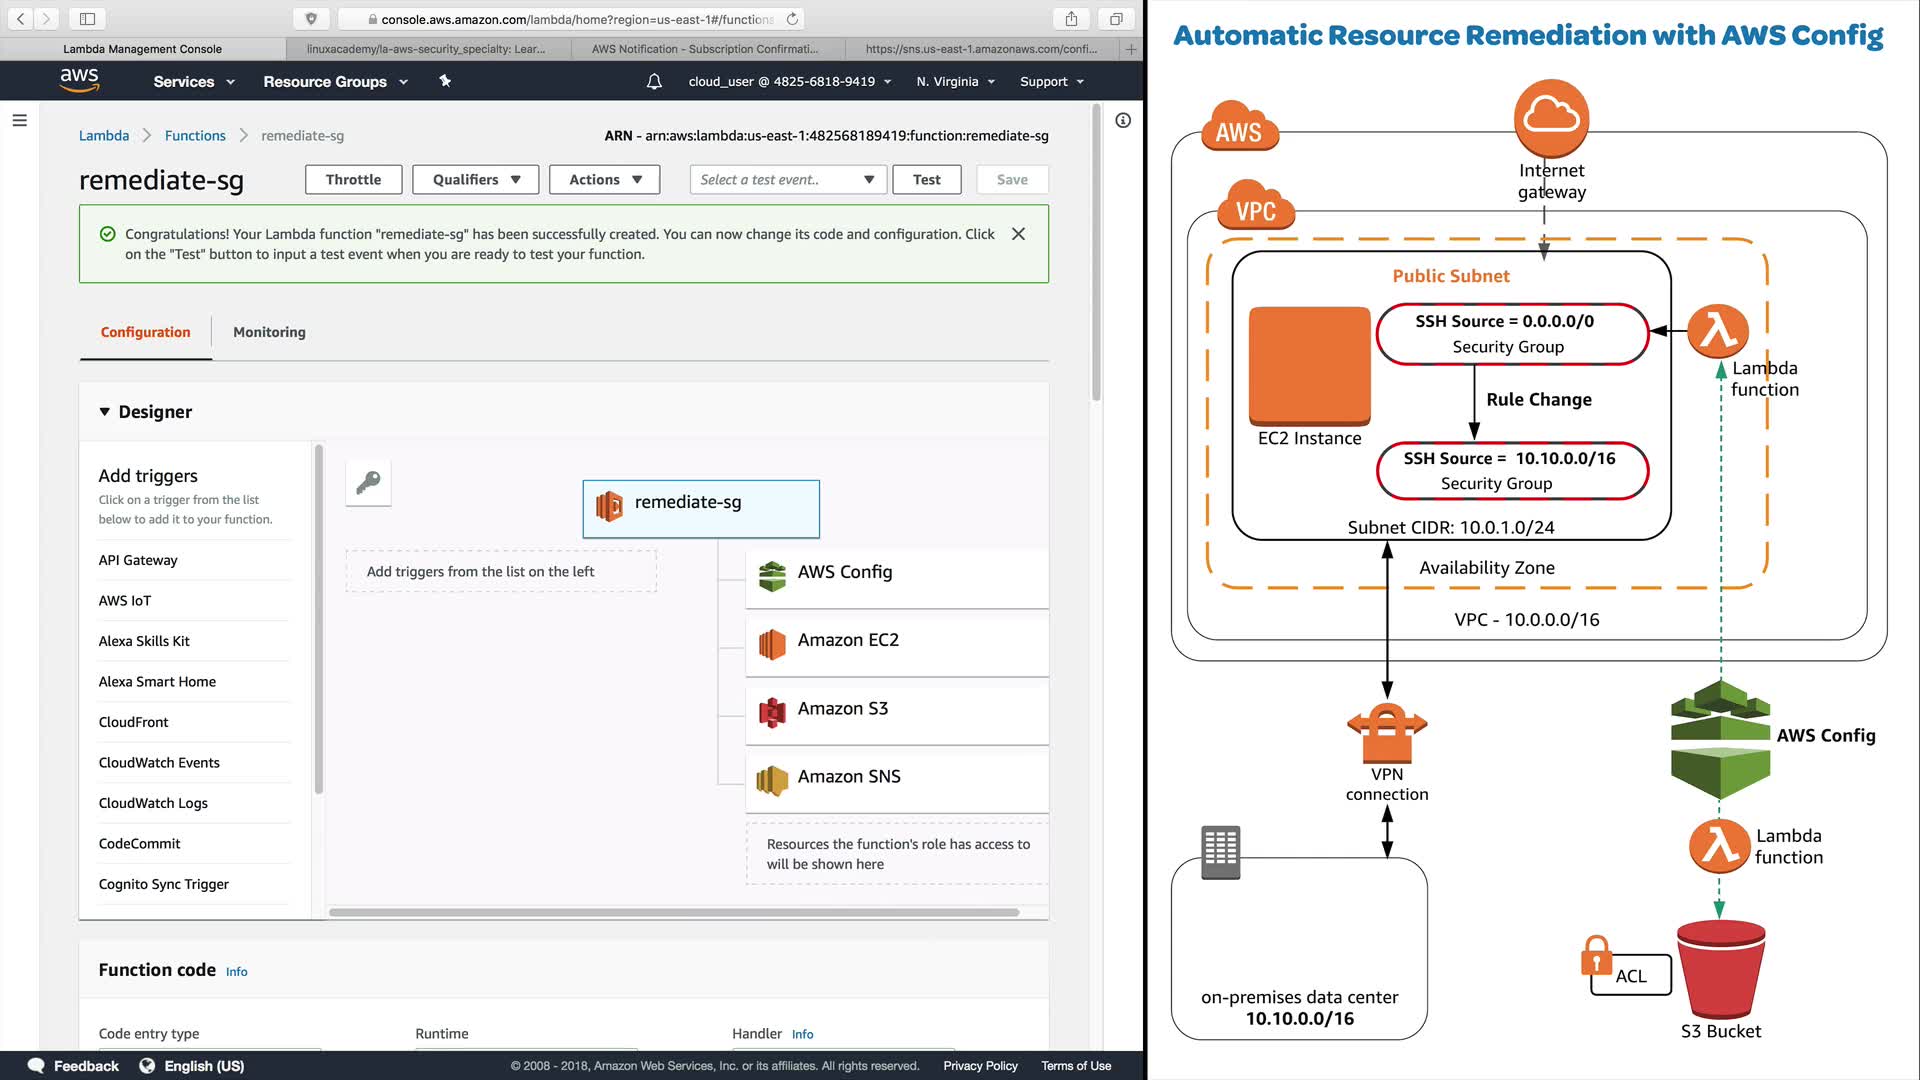 console.aws.amazon.com/lambda/home?region=us-east-1#/functions
Lambda Management Console
linuxacademy/la-aws-security_specialty: Lear...
AWS Notification - Subscription Confirmati...
https://sns.us-east-1.amazonaws.com/confi...
aws
Services
Resource Groups
cloud_user @ 4825-6818-9419
N. Virginia
Support
Lambda
Functions
remediate-sg
ARN - arn:aws:lambda:us-east-1:482568189419:function:remediate-sg
remediate-sg
Throttle
Qualifiers
Actions
Select a test event..
Test
Save
Congratulations! Your Lambda function "remediate-sg" has been successfully created. You can now change its code and configuration. Click
on the "Test" button to input a test event when you are ready to test your function.
Configuration
Monitoring
Designer
Add triggers
Click on a trigger from the list
below to add it to your function.
API Gateway
AWS IoT
Alexa Skills Kit
Alexa Smart Home
CloudFront
CloudWatch Events
CloudWatch Logs
CodeCommit
Cognito Sync Trigger
remediate-sg
Add triggers from the list on the left
AWS Config
Amazon EC2
Amazon S3
Amazon SNS
Resources the function's role has access to
will be shown here
Function code
Info
Code entry type
Runtime
Handler
Info
Feedback
English (US)
© 2008 - 2018, Amazon Web Services, Inc. or its affiliates. All rights reserved.
Privacy Policy
Terms of Use
Automatic Resource Remediation with AWS Config
AWS
Internet
gateway
VPC
Public Subnet
SSH Source = 0.0.0.0/0
Security Group
Lambda
function
Rule Change
EC2 Instance
SSH Source = 10.10.0.0/16
Security Group
Subnet CIDR: 10.0.1.0/24
Availability Zone
VPC - 10.0.0.0/16
AWS Config
VPN
connection
Lambda
function
ACL
on-premises data center
10.10.0.0/16
S3 Bucket